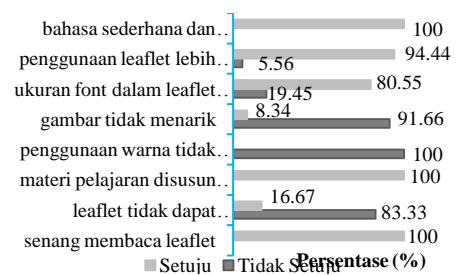 bahasa sederhana dan..
100
penggunaan leaflet lebih..
94.44
5.56
ukuran font dalam leaflet
80.55
19.45
gambar tidak menarik
8.34
91.66
penggunaan warna tidak..
100
materi pelajaran disusun
100
leaflet tidak dapat..
16.67
83.33
senang membaca leaflet
100
Persentase (%)
Setuju Tidak Setuju